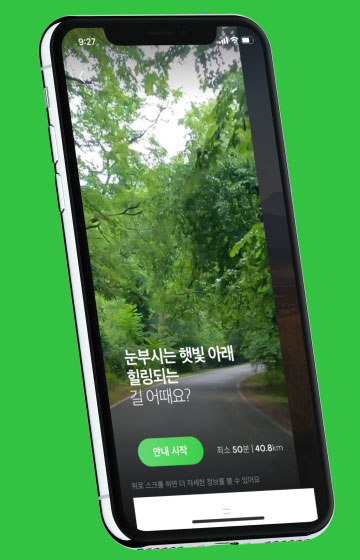 9:27
눈부시는 햇빛 아래
힐링되는
길 어때요?
안내 시작
최소 50분 | 40.8km
위로 스크롤 하면 더 자세한 정보를 볼 수 있어요